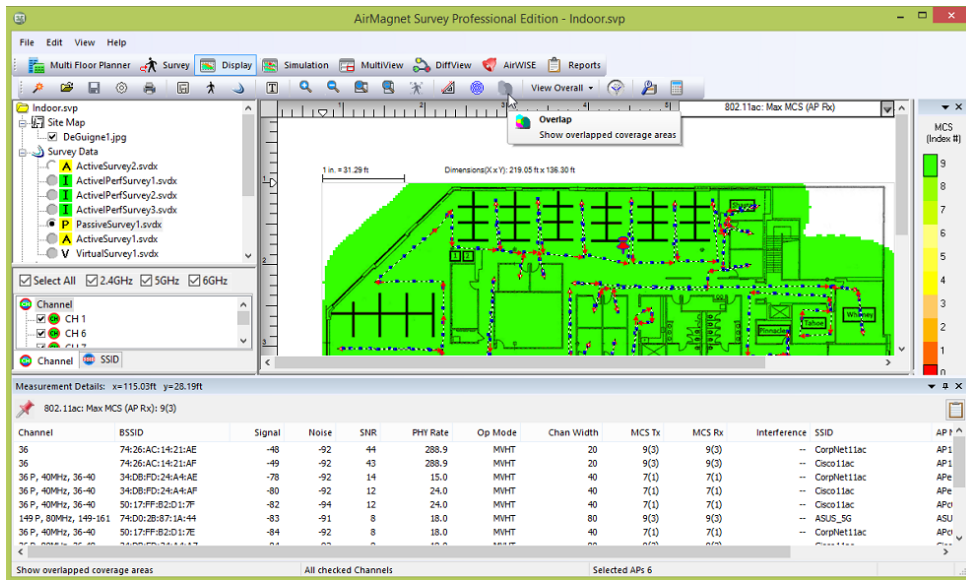 AirMagnet Survey Professional Edition - Indoor.svp
File Edit View Help
Multi Floor Planner Survey Display Simulation MultiView DiffView AirWISE Reports
View Overall
Indoor.svp
Site Map
DeGuigne1.jpg
Survey Data
A ActiveSurvey2.svdx
I ActivelPerfSurvey1.svdx
I ActivelPerfSurvey2.svdx
I ActivelPerfSurvey3.svdx
P PassiveSurvey1.svdx
A ActiveSurvey1.svdx
V VirtualSurvey1.svdx
Select All 2.4GHz 5GHz 6GHz
Channel
CH 1
CH 6
Channel SSID
802.11ac: Max MCS (AP Rx)
Overlap
Show overlapped coverage areas
1 in. = 31.29 ft Dimensions(X x Y): 219.05 ft x 136.30 ft
Pinnacle Tahoe Whitney
MCS
(Index #)
9
8
7
6
5
4
3
2
1
0
Measurement Details: x=115.03ft y=28.19ft
802.11ac: Max MCS (AP Rx): 9(3)
Channel BSSID Signal Noise SNR PHY Rate Op Mode Chan Width MCS Tx MCS Rx Interference SSID
36 74:26:AC:14:21:AE -48 -92 44 288.9 MVHT 20 9(3) 9(3) -- CorpNet11ac AP1
36 74:26:AC:14:21:AF -49 -92 43 288.9 MVHT 20 9(3) 9(3) -- Cisco11ac AP1
36 P, 40MHz, 36-40 34:DB:FD:24:A4:AE -78 -92 14 15.0 MVHT 40 7(1) 7(1) -- CorpNet11ac APe
36 P, 40MHz, 36-40 34:DB:FD:24:A4:AF -80 -92 12 24.0 MVHT 40 7(1) 7(1) -- Cisco11ac APe
36 P, 40MHz, 36-40 50:17:FF:B2:D1:7F -82 -94 12 24.0 MVHT 40 7(1) 7(1) -- Cisco11ac APc
149 P, 80MHz, 149-161 74:D0:2B:87:1A:44 -83 -91 8 18.0 MVHT 80 9(3) 9(3) -- ASUS_5G ASU
36 P, 40MHz, 36-40 50:17:FF:B2:D1:7E -84 -92 8 18.0 MVHT 40 7(1) 7(1) -- CorpNet11ac APc
Show overlapped coverage areas All checked Channels Selected APs 6